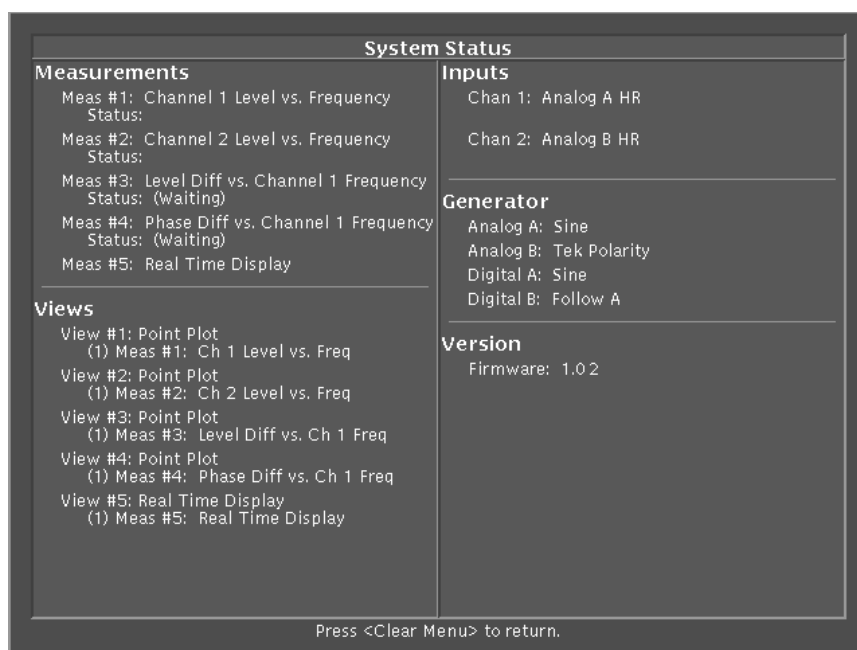 System Status
Measurements
Meas #1: Channel 1 Level vs. Frequency
Status:
Meas #2: Channel 2 Level vs. Frequency
Status:
Meas #3: Level Diff vs. Channel 1 Frequency
Status: (Waiting)
Meas #4: Phase Diff vs. Channel 1 Frequency
Status: (Waiting)
Meas #5: Real Time Display
Views
View #1: Point Plot
(1) Meas #1: Ch 1 Level vs. Freq
View #2: Point Plot
(1) Meas #2: Ch 2 Level vs. Freq
View #3: Point Plot
(1) Meas #3: Level Diff vs. Ch 1 Freq
View #4: Point Plot
(1) Meas #4: Phase Diff vs. Ch 1 Freq
View #5: Real Time Display
(1) Meas #5: Real Time Display
Inputs
Chan 1: Analog A HR
Chan 2: Analog B HR
Generator
Analog A: Sine
Analog B: Tek Polarity
Digital A: Sine
Digital B: Follow A
Version
Firmware: 1.02
Press <Clear Menu> to return.